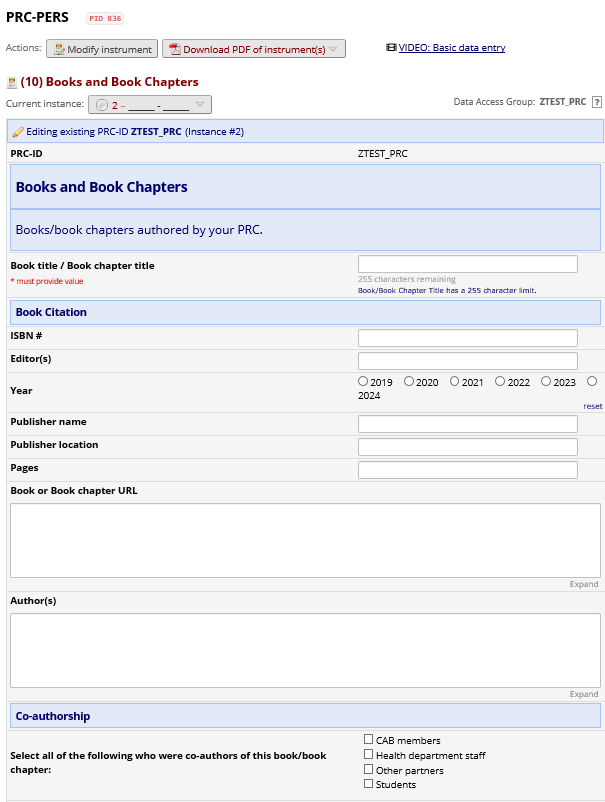 PRC-PERS PID 836
Actions: Modify instrument Download PDF of instrument(s) VIDEO: Basic data entry
(10) Books and Book Chapters
Current instance: 2 – ______ - ______ Data Access Group: ZTEST_PRC ?
Editing existing PRC-ID ZTEST_PRC (Instance #2)
PRC-ID ZTEST_PRC
Books and Book Chapters
Books/book chapters authored by your PRC.
Book title / Book chapter title
* must provide value
255 characters remaining
Book/Book Chapter Title has a 255 character limit.
Book Citation
ISBN #
Editor(s)
Year 2019 2020 2021 2022 2023
2024
reset
Publisher name
Publisher location
Pages
Book or Book chapter URL
Expand
Author(s)
Expand
Co-authorship
Select all of the following who were co-authors of this book/book
chapter:
CAB members
Health department staff
Other partners
Students